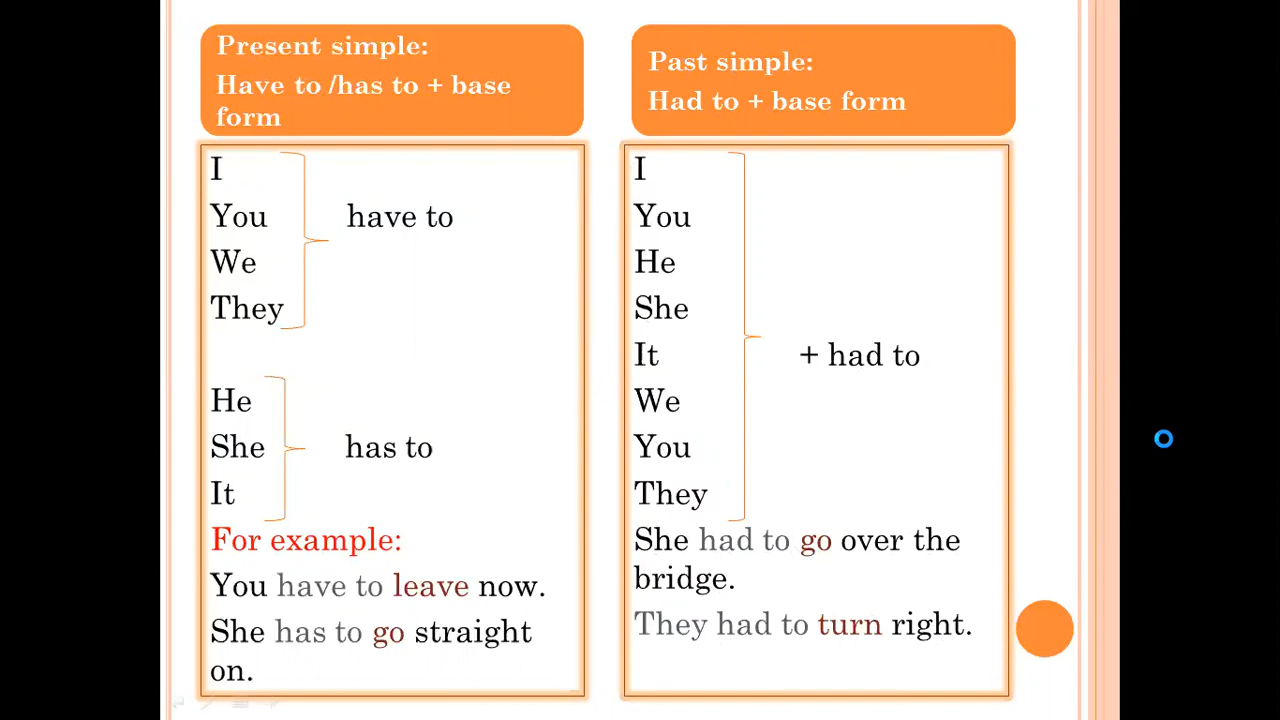 Present simple:
Have to /has to + base
form
I
You have to
We
They
He
She has to
It
For example:
You have to leave now.
She has to go straight
on.
Past simple:
Had to + base form
I
You
He
She
It + had to
We
You
They
She had to go over the
bridge.
They had to turn right.